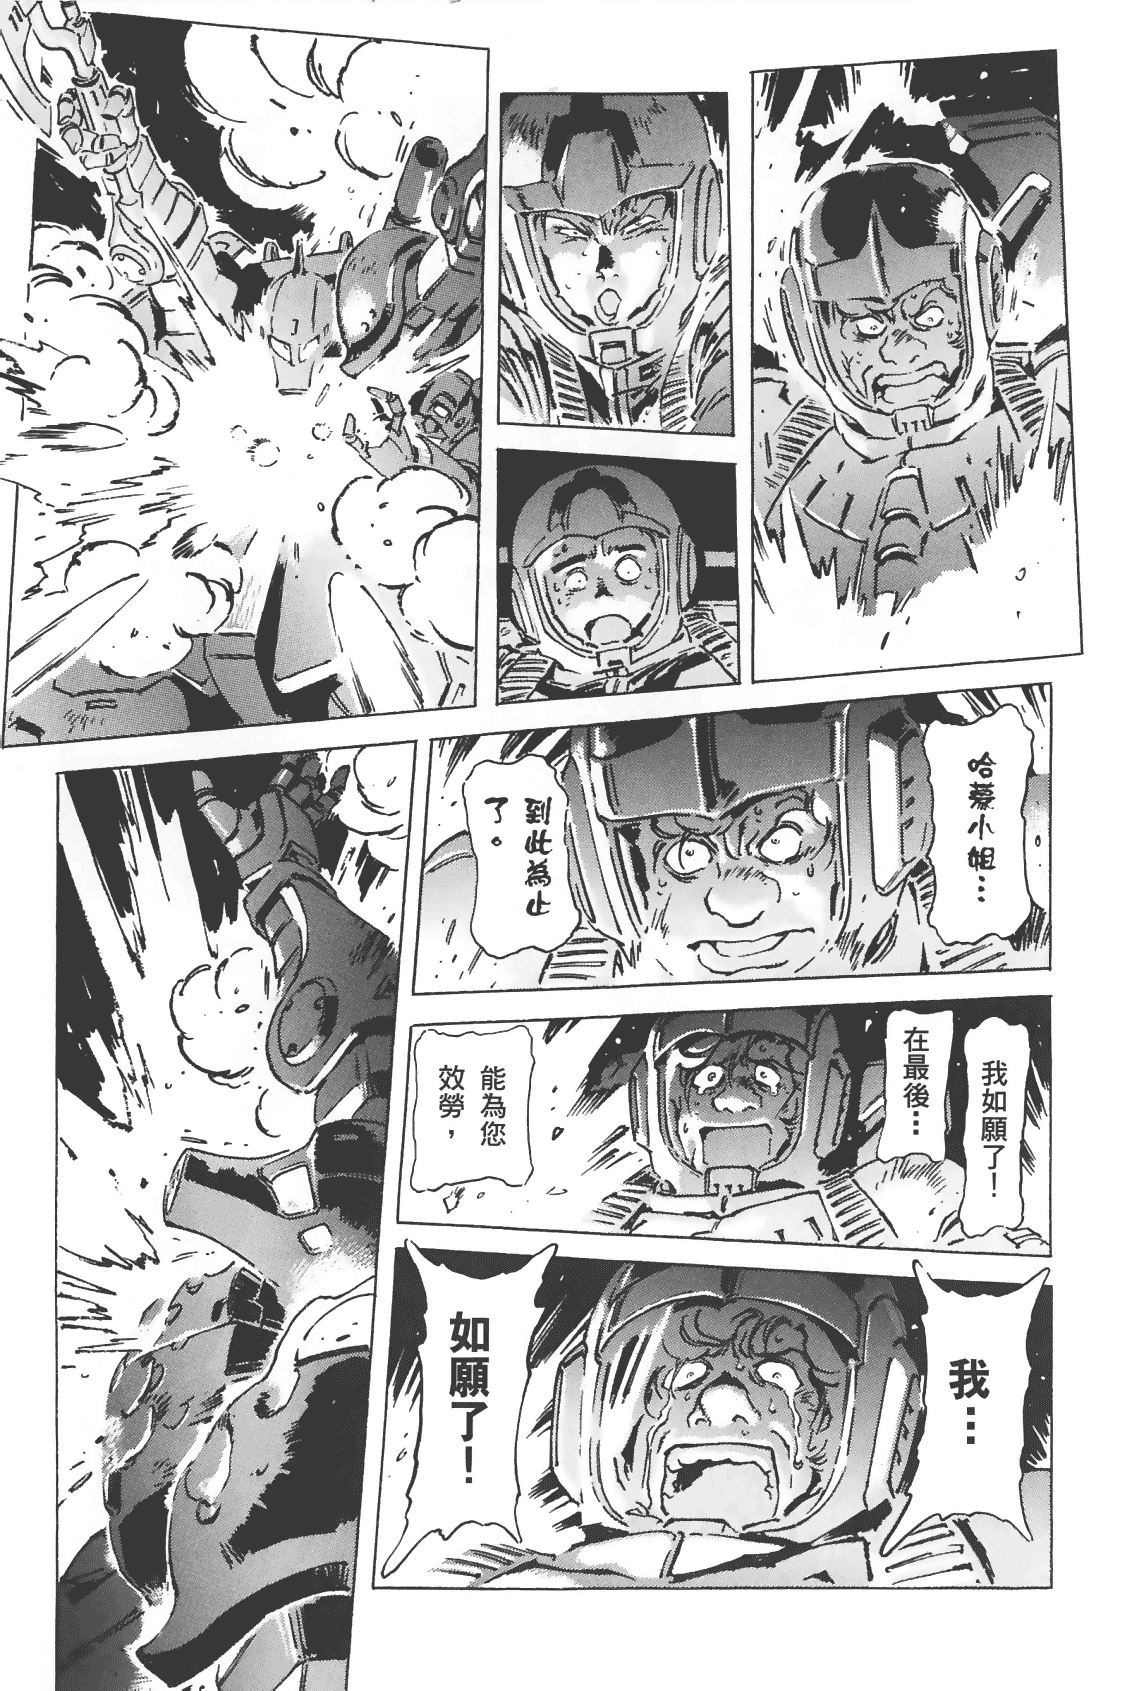 哈蒙小姐…
到此為止
了。
我如願了！
在最後…
能為您
效勞，
我…
如願了！